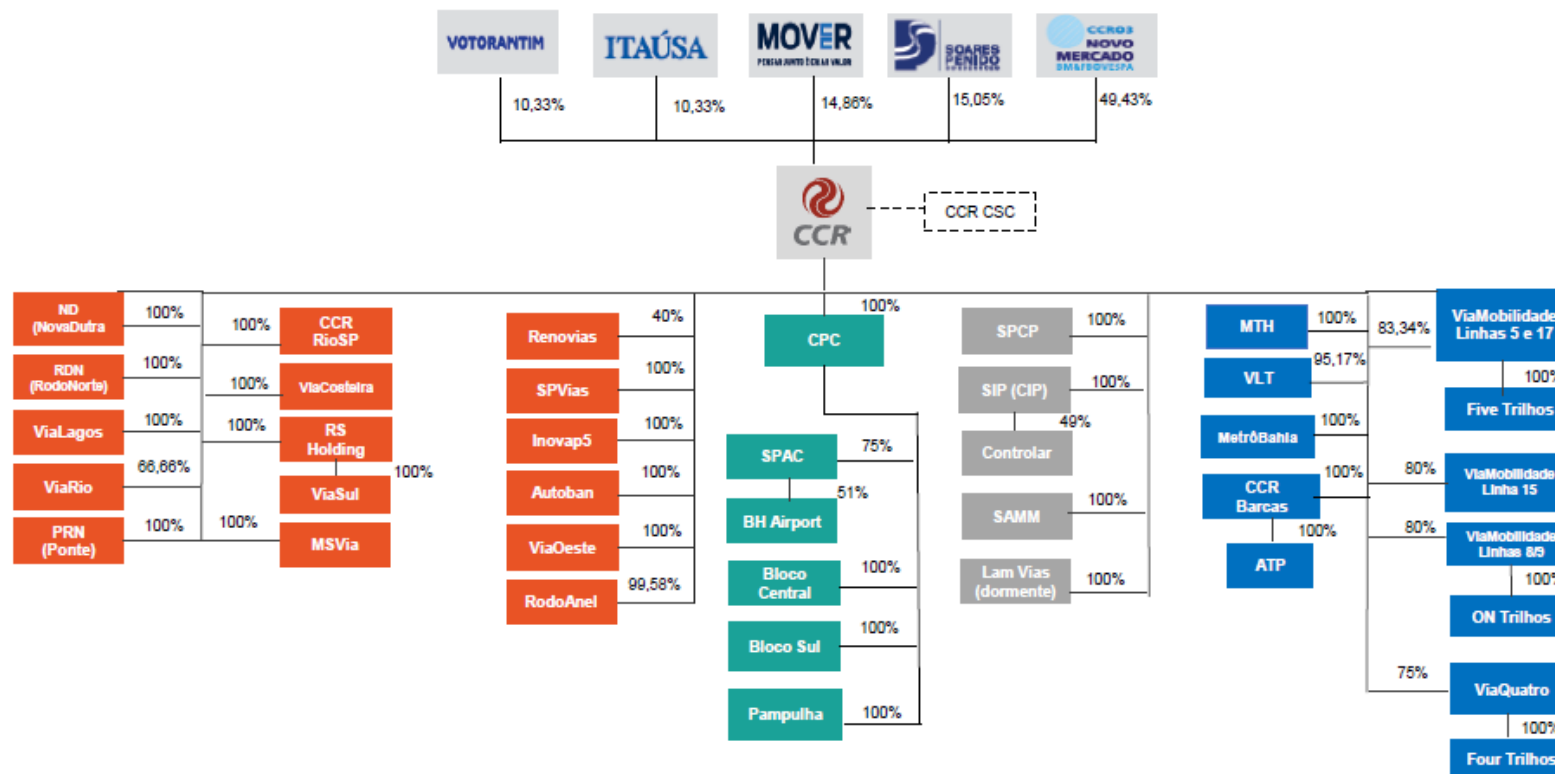 VOTORANTIM
ITAÚSA
MOVER
PENSAR JUNTO É CRIAR VALOR
SOARES
PENIDO
CCRO3
NOVO
MERCADO
BM&FBOVESPA
10,33%
10,33%
14,86%
15,05%
49,43%
CCR
CCR CSC
ND
(NovaDutra
100%
RDN
(RodoNorte)
100%
ViaLagos
100%
ViaRio
66,66%
PRN
(Ponte)
100%
100%
CCR
RioSP
100%
ViaCosteira
100%
RS
Holding
100%
ViaSul
100%
MSVia
Renovias
40%
SPVias
100%
Inovap5
100%
Autoban
100%
ViaOeste
100%
RodoAnel
99,58%
100%
CPC
SPAC
75%
51%
BH Airport
Bloco
Central
100%
Bloco Sul
100%
Pampulha
100%
SPCP
100%
SIP (CIP)
100%
49%
Controlar
SAMM
100%
Lam Vias
(dormente)
100%
MTH
100%
VLT
95,17%
MetrôBahia
100%
CCR
Barcas
100%
100%
ATP
83,34%
ViaMobilidade
Linhas 5 e 17
100%
Five Trilhos
80%
ViaMobilidade
Linha 15
80%
ViaMobilidade
Linhas 8/9
100%
ON Trilhos
75%
ViaQuatro
100%
Four Trilhos